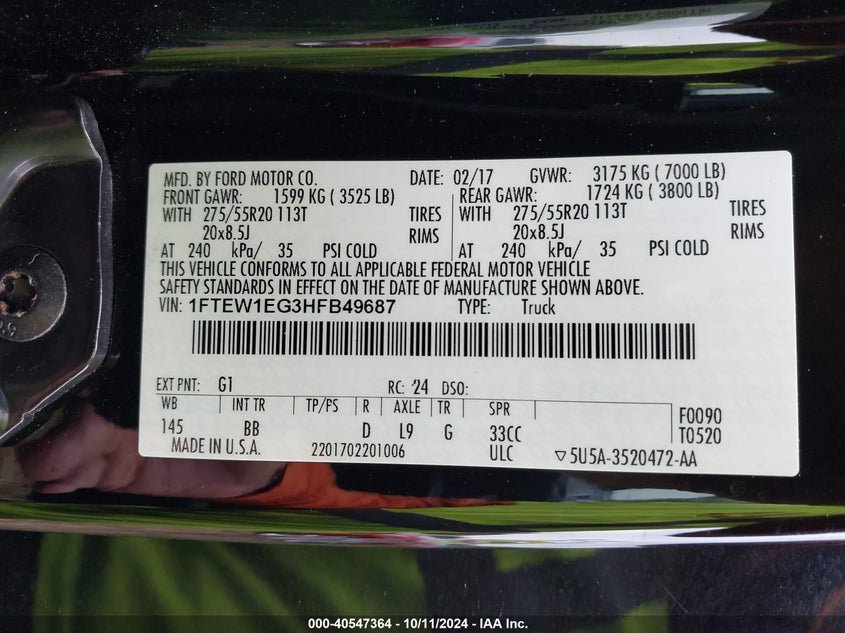 MFD. BY FORD MOTOR CO. DATE: 02/17 GVWR: 3175 KG ( 7000 LB)
FRONT GAWR: 1599 KG ( 3525 LB) REAR GAWR: 1724 KG ( 3800 LB)
WITH 275/55R20 113T TIRES WITH 275/55R20 113T TIRES
20x8.5J RIMS 20x8.5J RIMS
AT 240 kPa/ 35 PSI COLD AT 240 kPa/ 35 PSI COLD
THIS VEHICLE CONFORMS TO ALL APPLICABLE FEDERAL MOTOR VEHICLE
SAFETY STANDARDS IN EFFECT ON THE DATE OF MANUFACTURE SHOWN ABOVE.
VIN: 1FTEW1EG3HFB49687 TYPE: Truck
EXT PNT: G1 RC: 24 DSO:
WB INT TR TP/FS R AXLE TR SPR F0090
145 BB D L9 G 33CC T0520
MADE IN U.S.A. 2201702201006 ULC ▽5U5A-3520472-AA
000-40547364 - 10/11/2024 - IAA Inc.